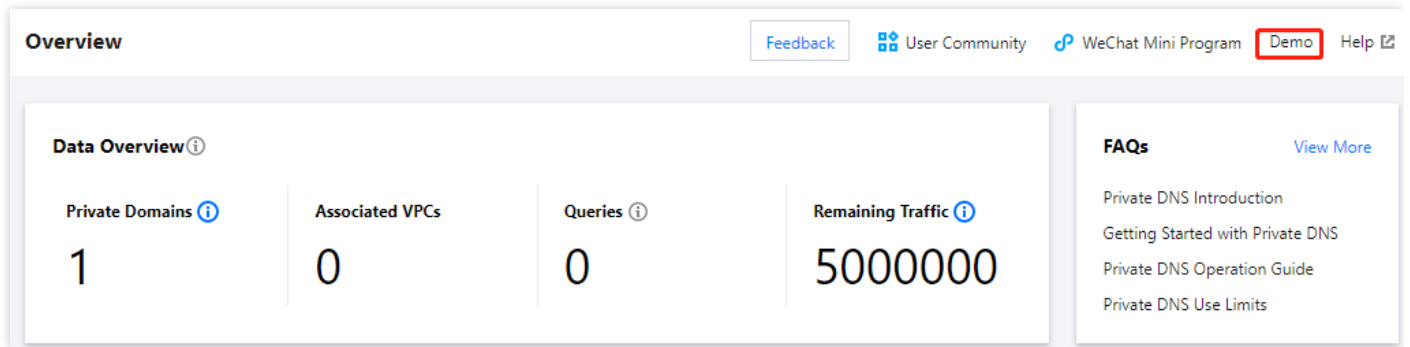 Overview
Feedback
User Community
WeChat Mini Program
Demo
Help
Data Overview
Private Domains
1
Associated VPCs
0
Queries
0
Remaining Traffic
5000000
FAQs
View More
Private DNS Introduction
Getting Started with Private DNS
Private DNS Operation Guide
Private DNS Use Limits